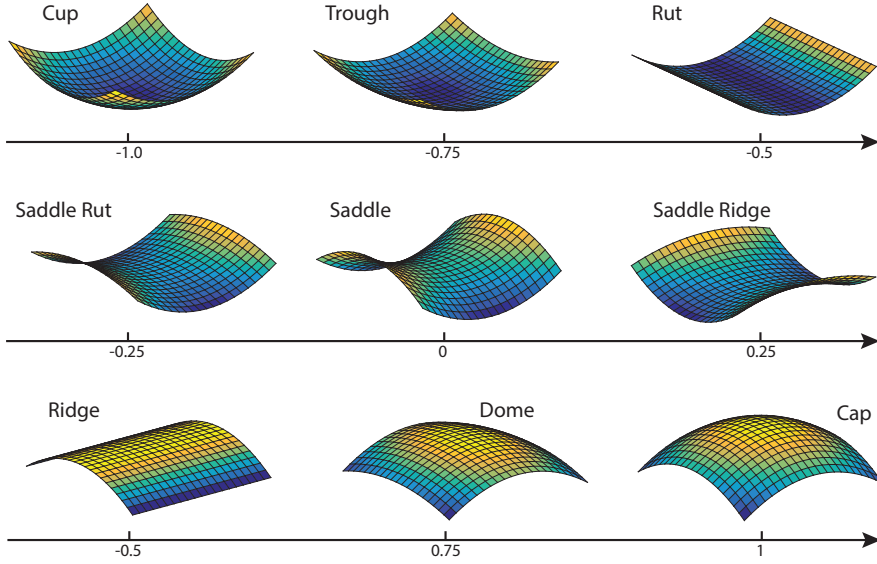 Cup Trough Rut
-1.0 -0.75 -0.5
Saddle Rut Saddle Saddle Ridge
-0.25 0 0.25
Ridge Dome Cap
-0.5 0.75 1